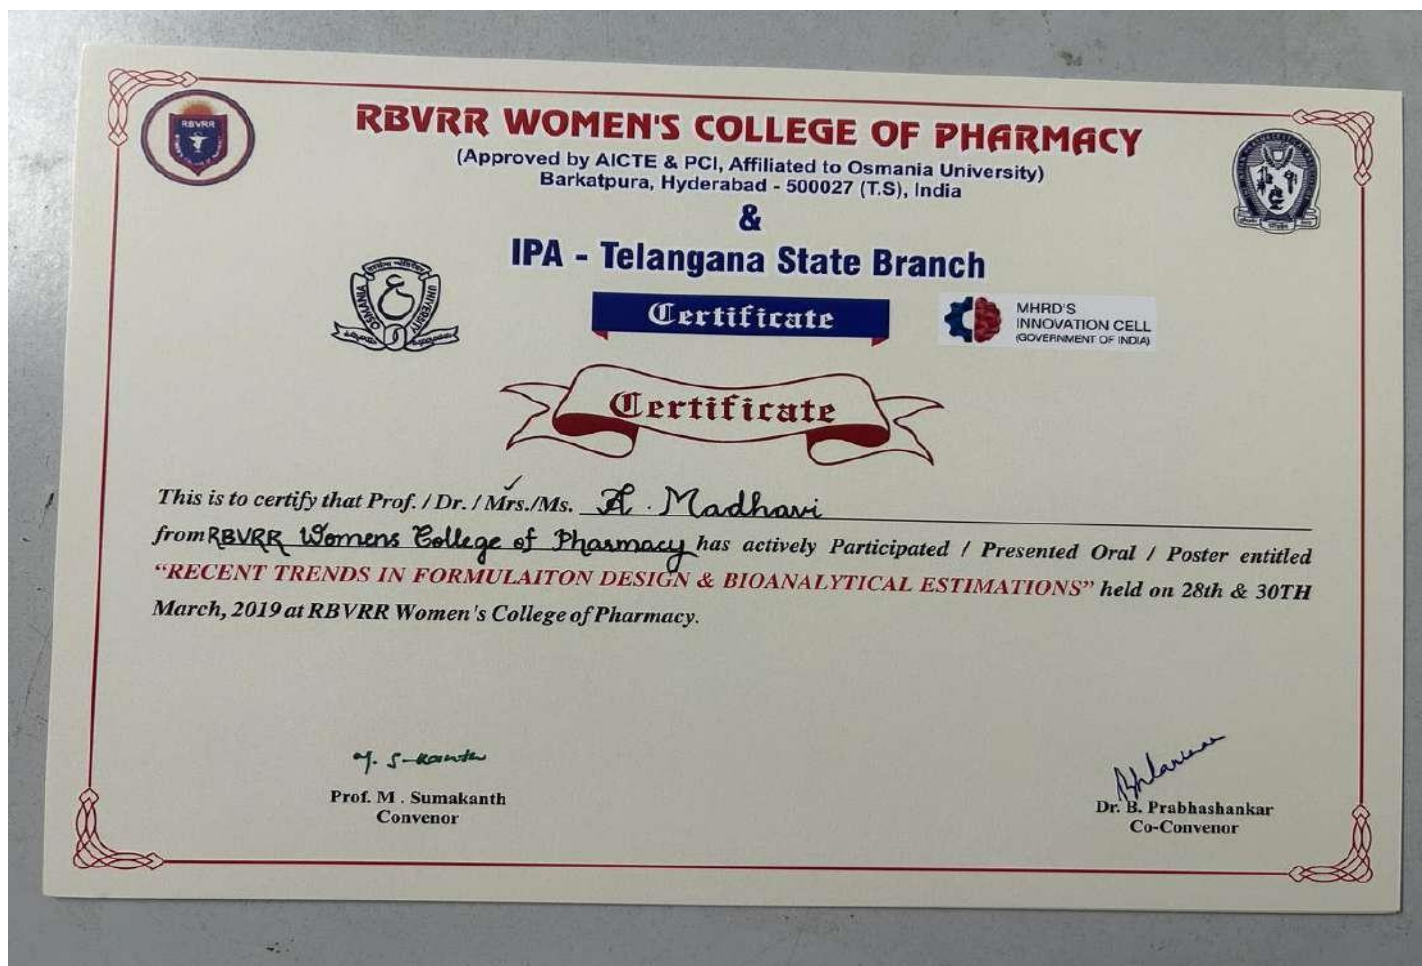 RBVRR
RBVRR WOMEN'S COLLEGE OF PHARMACY
(Approved by AICTE & PCI, Affiliated to Osmania University)
Barkatpura, Hyderabad - 500027 (T.S), India
&
IPA - Telangana State Branch
OSMANIA UNIVERSITY
Certificate
MHRD'S
INNOVATION CELL
(GOVERNMENT OF INDIA)
Certificate
This is to certify that Prof. / Dr. / Mrs./Ms. A. Madhavi
from RBVRR Womens College of Pharmacy has actively Participated / Presented Oral / Poster entitled
“RECENT TRENDS IN FORMULAITON DESIGN & BIOANALYTICAL ESTIMATIONS” held on 28th & 30TH
March, 2019 at RBVRR Women's College of Pharmacy.
Prof. M . Sumakanth
Convenor
Dr. B. Prabhashankar
Co-Convenor